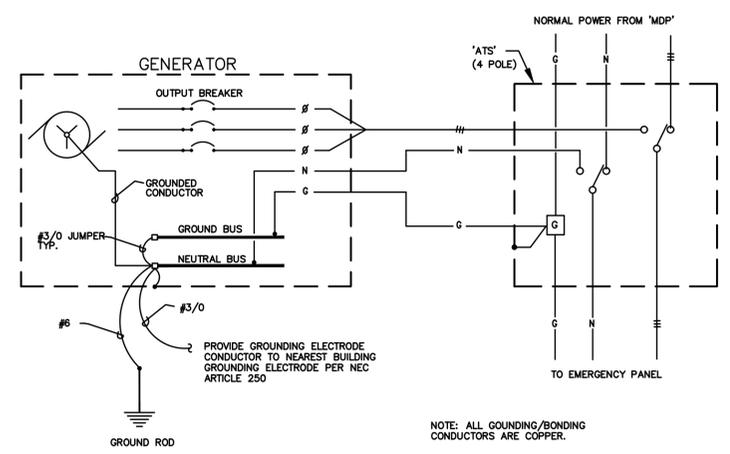 NORMAL POWER FROM 'MDP'
'ATS'
(4 POLE)
G
N
GENERATOR
OUTPUT BREAKER
Ø
Ø
Ø
N
G
N
G
G
GROUNDED
CONDUCTOR
GROUND BUS
#3/0 JUMPER
TYP.
NEUTRAL BUS
#3/0
#6
G
N
PROVIDE GROUNDING ELECTRODE
CONDUCTOR TO NEAREST BUILDING
GROUNDING ELECTRODE PER NEC
ARTICLE 250
TO EMERGENCY PANEL
GROUND ROD
NOTE: ALL GOUNDING/BONDING
CONDUCTORS ARE COPPER.